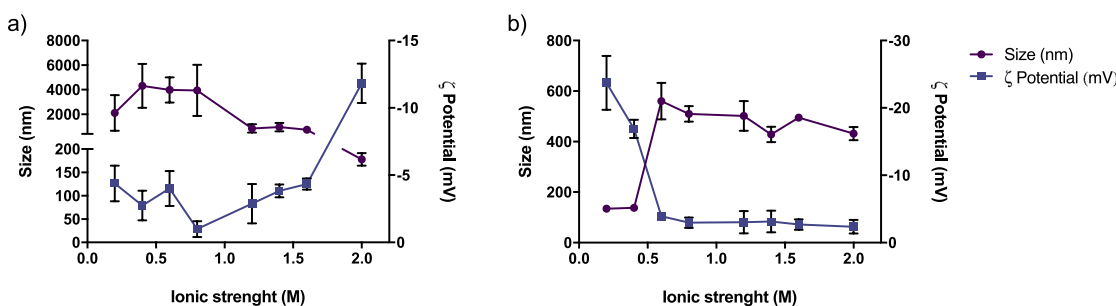 a)
8000
6000
4000
2000
200
150
100
50
0
Size (nm)
-15
-10
-5
0
ζ Potential (mV)
0.0 0.5 1.0 1.5 2.0
Ionic strenght (M)
b)
800
600
400
200
0
Size (nm)
-30
-20
-10
0
ζ Potential (mV)
0.0 0.5 1.0 1.5 2.0
Ionic strenght (M)
Size (nm)
ζ Potential (mV)